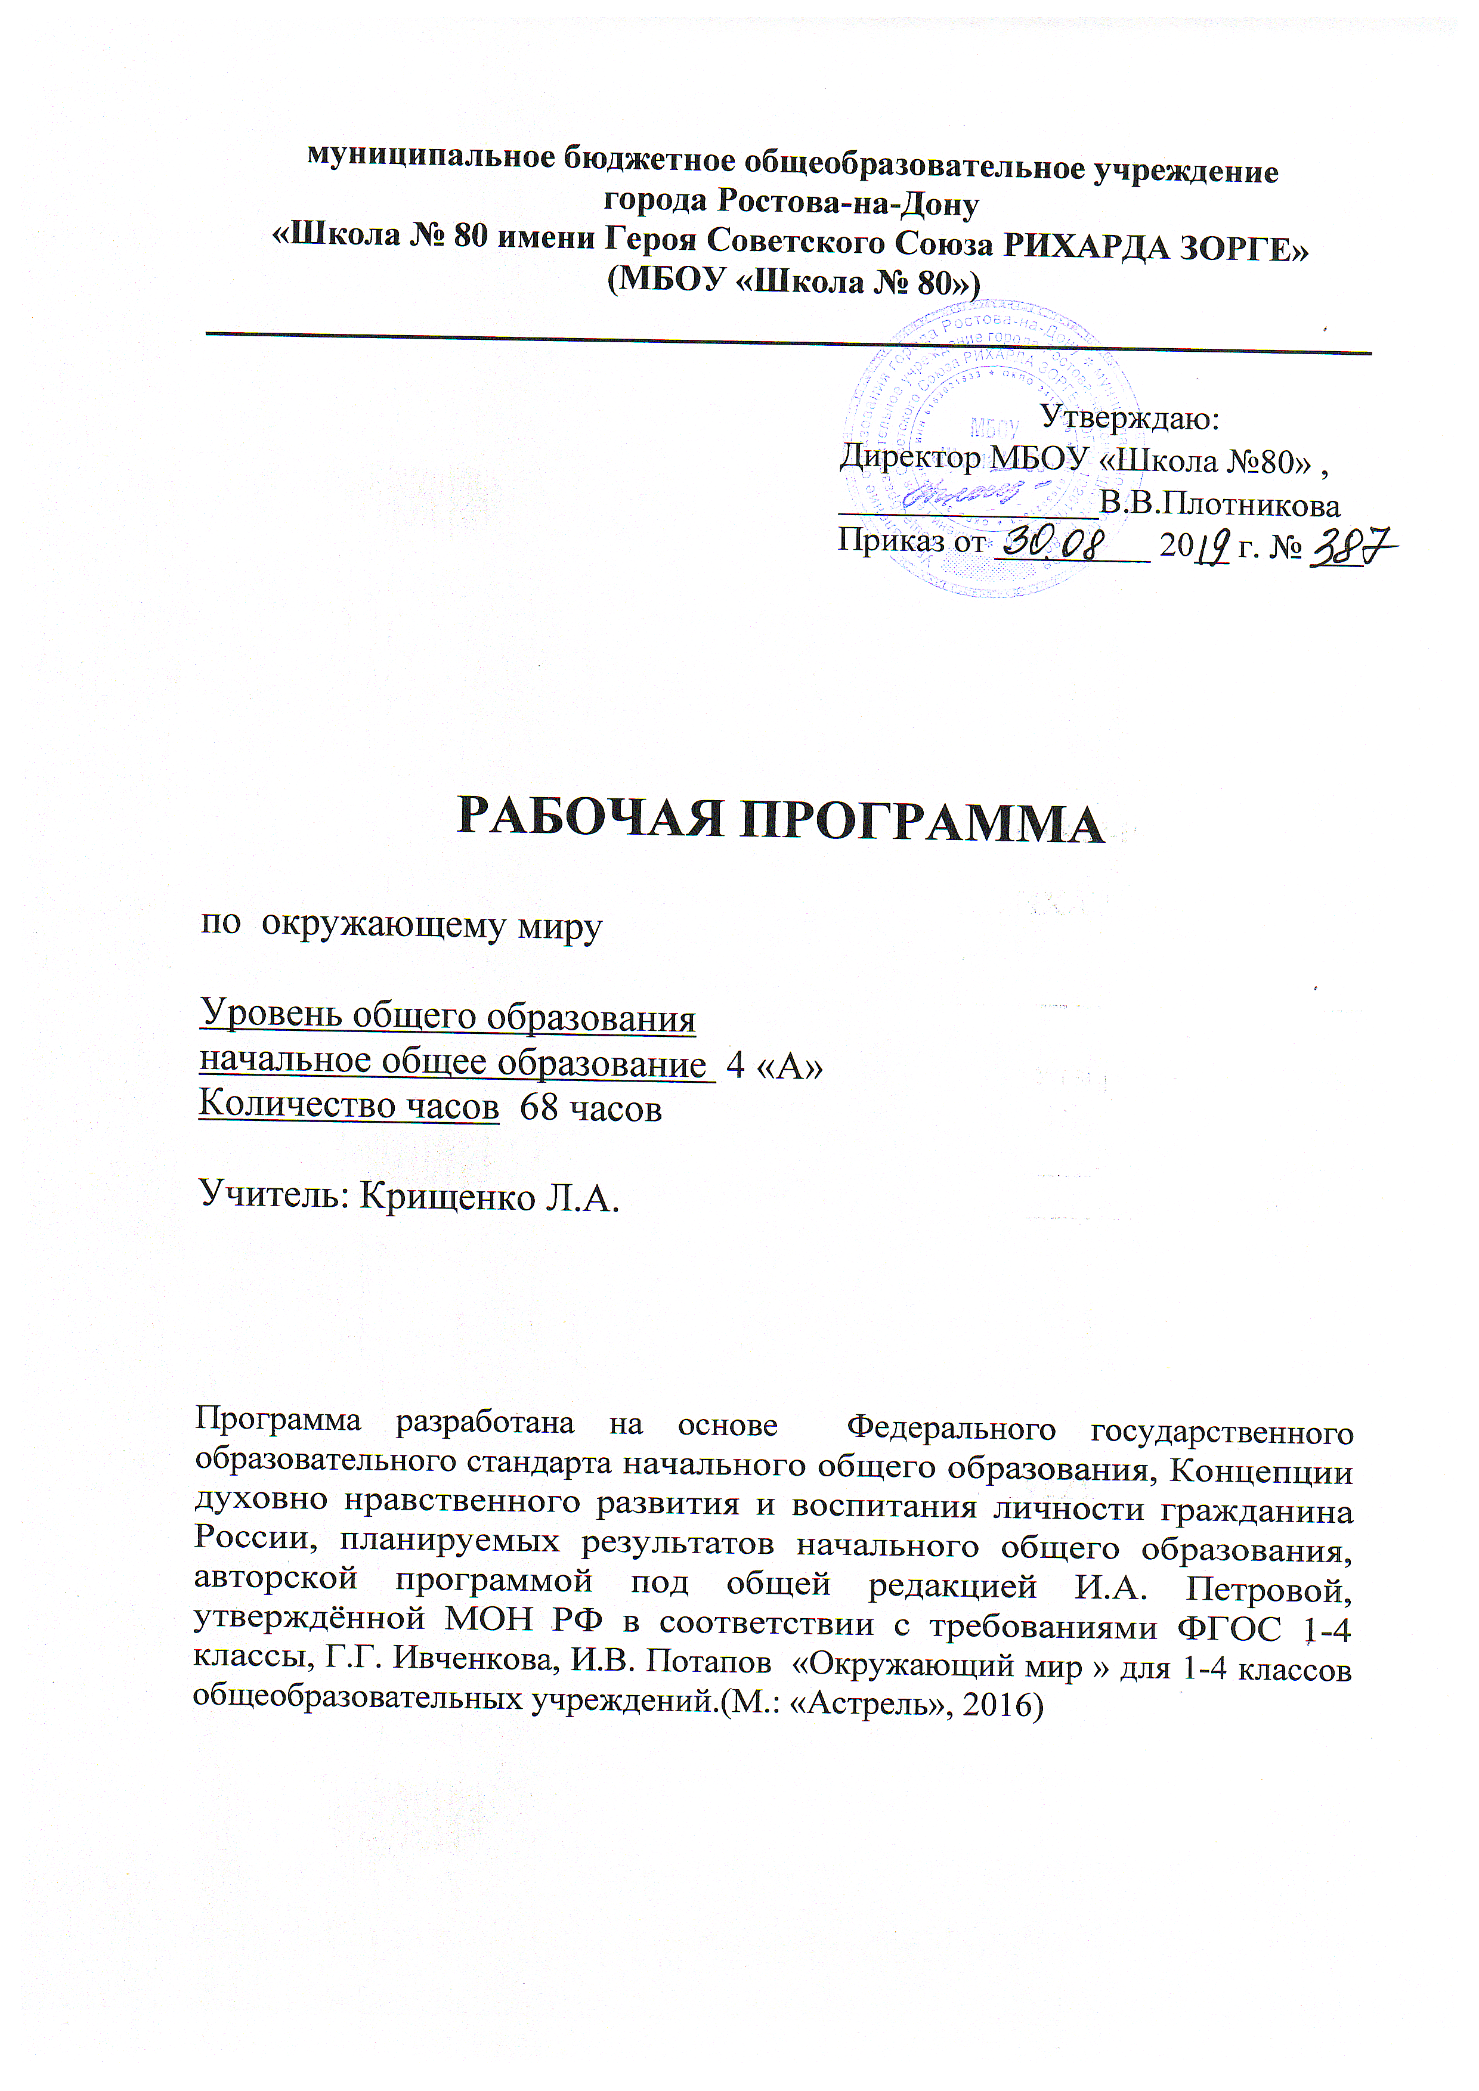 муниципальное бюджетное общеобразовательное учреждение
города Ростова-на-Дону
«Школа № 80 имени Героя Советского Союза РИХАРДА ЗОРГЕ»
(МБОУ «Школа № 80»)
Утверждаю:
Директор МБОУ «Школа №80» ,
В.В.Плотникова
Приказ от 30.08 2019 г. № 387
РАБОЧАЯ ПРОГРАММА
по окружающему миру
Уровень общего образования
начальное общее образование 4 «А»
Количество часов 68 часов
Учитель: Крищенко Л.А.
Программа разработана на основе Федерального государственного
образовательного стандарта начального общего образования, Концепции
духовно нравственного развития и воспитания личности гражданина
России, планируемых результатов начального общего образования,
авторской программой под общей редакцией И.А. Петровой,
утверждённой МОН РФ в соответствии с требованиями ФГОС 1-4
классы, Г.Г. Ивченкова, И.В. Потапов «Окружающий мир » для 1-4 классов
общеобразовательных учреждений.(М.: «Астрель», 2016)